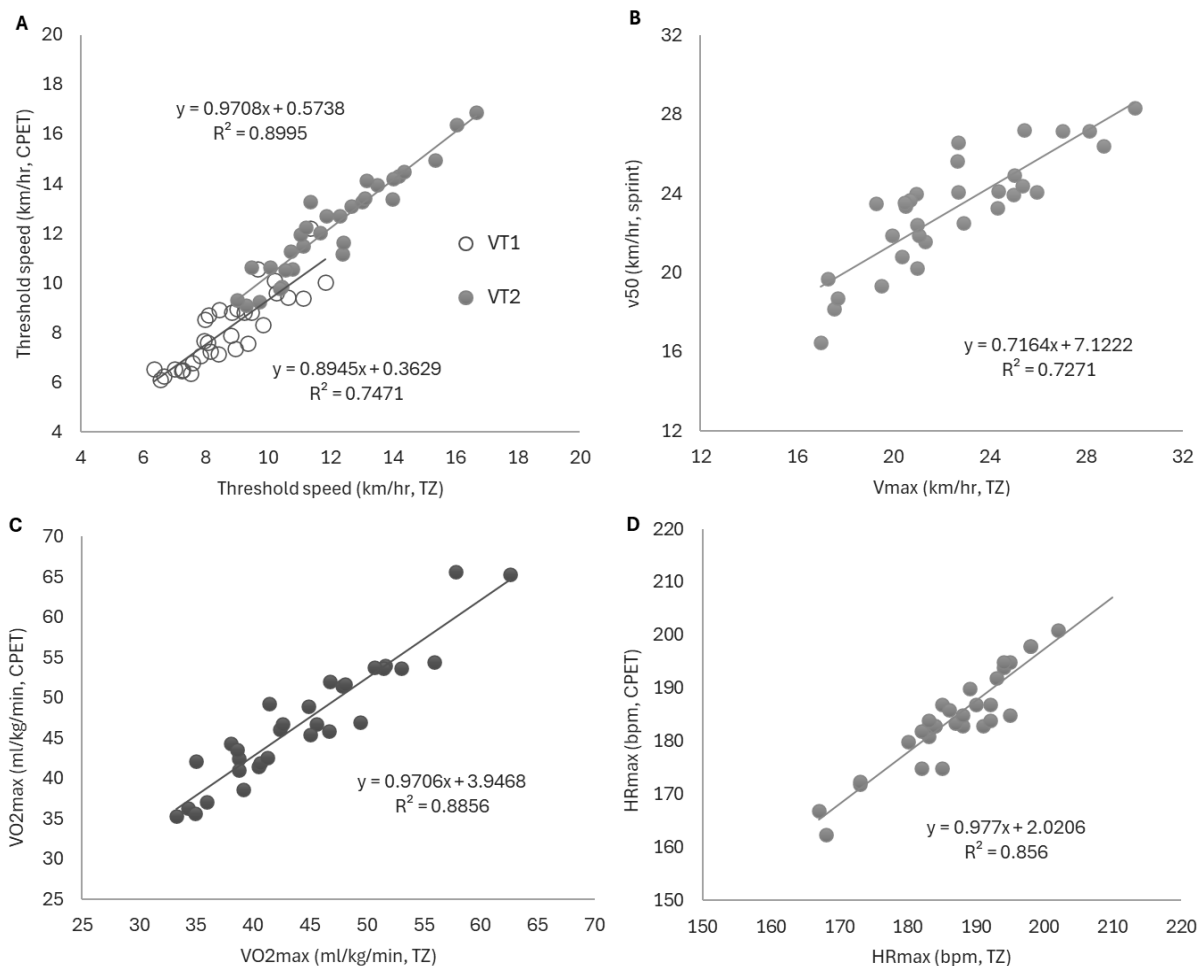 A
20
18
16
14
12
10
8
6
4
Threshold speed (km/hr, CPET)
y = 0.9708x + 0.5738
R² = 0.8995
VT1
VT2
y = 0.8945x + 0.3629
R² = 0.7471
4 6 8 10 12 14 16 18 20
Threshold speed (km/hr, TZ)
B
32
28
24
20
16
12
v50 (km/hr, sprint)
y = 0.7164x + 7.1222
R² = 0.7271
12 16 20 24 28 32
Vmax (km/hr, TZ)
C
70
65
60
55
50
45
40
35
30
25
VO2max (ml/kg/min, CPET)
y = 0.9706x + 3.9468
R² = 0.8856
25 30 35 40 45 50 55 60 65 70
VO2max (ml/kg/min, TZ)
D
220
210
200
190
180
170
160
150
HRmax (bpm, CPET)
y = 0.977x + 2.0206
R² = 0.856
150 160 170 180 190 200 210 220
HRmax (bpm, TZ)